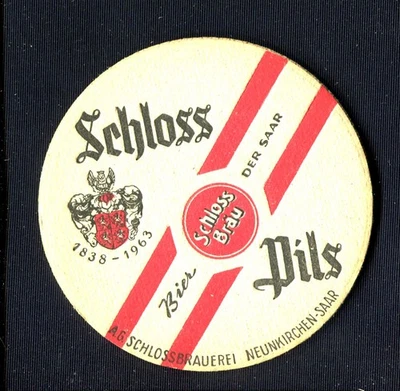 Schloss
DER SAAR
1838-1963
Schloss
Bräu
Bier
Pils
A.G SCHLOSSBRAUEREI NEUNKIRCHEN-SAAR